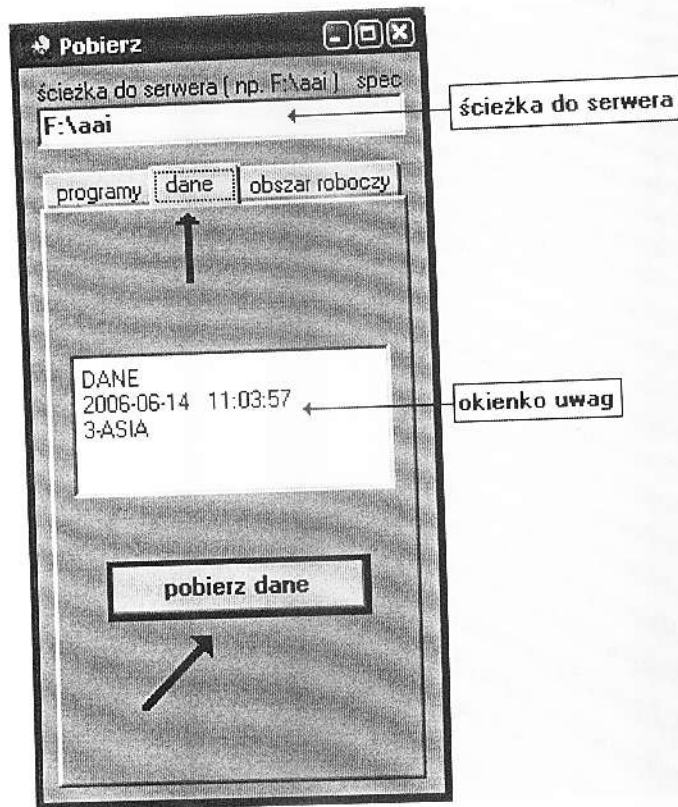 Pobierz
ścieżka do serwera ( np. F:\aai ) spec
F:\aai
ścieżka do serwera
programy dane obszar roboczy
DANE
2006-06-14 11:03:57
3-ASIA
okienko uwag
pobierz dane